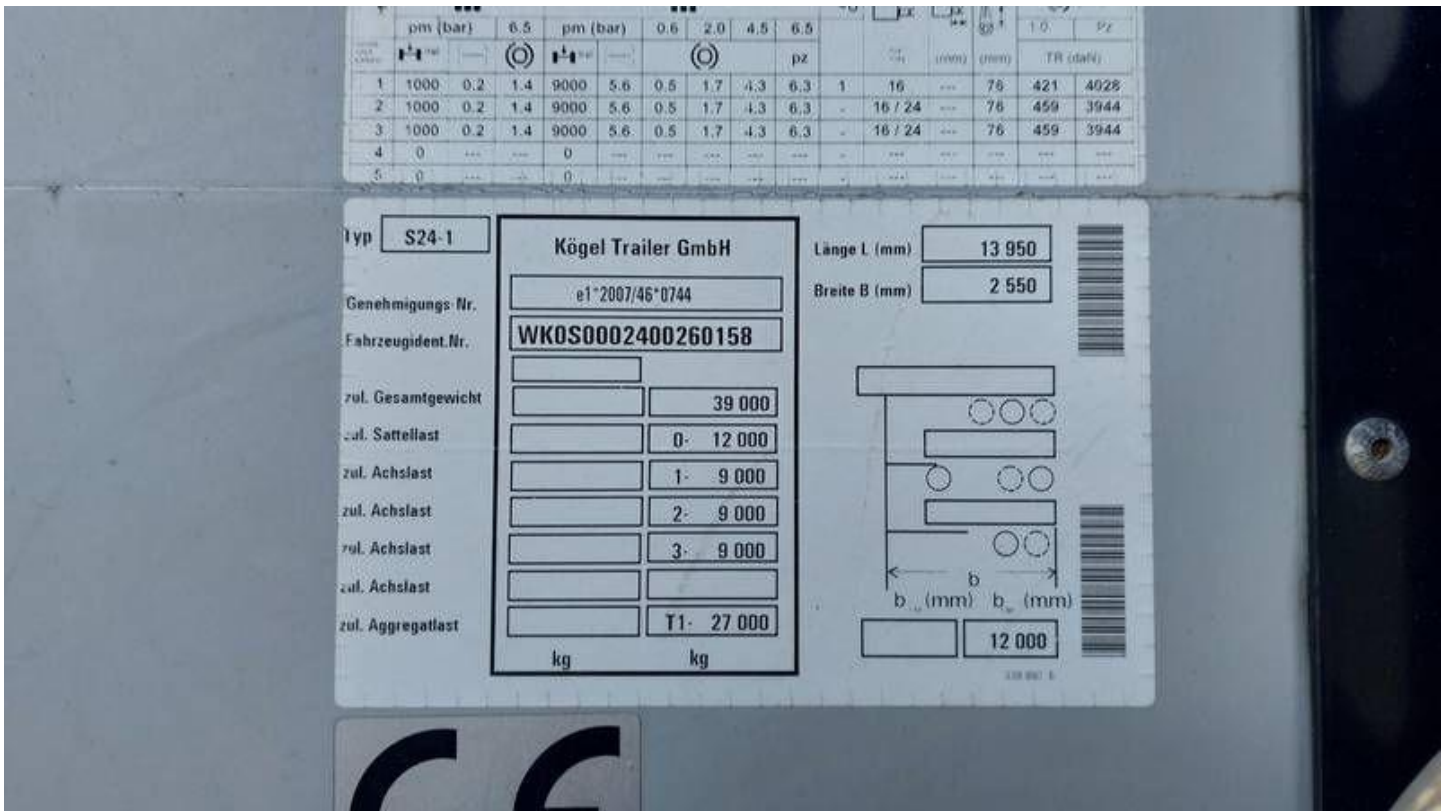 pm (bar) 6.5 pm (bar) 0.6 2.0 4.5 6.5 1.0 Pz
pz (mm) (mm) TR (daN)
1 1000 0.2 1.4 9000 5.6 0.5 1.7 4.3 6.3 1 16 --- 76 421 4028
2 1000 0.2 1.4 9000 5.6 0.5 1.7 4.3 6.3 - 16 / 24 --- 76 459 3944
3 1000 0.2 1.4 9000 5.6 0.5 1.7 4.3 6.3 - 16 / 24 --- 76 459 3944
4 0 --- --- 0 --- --- --- --- --- - --- --- --- --- ---
5 0 --- --- 0 --- --- --- --- --- - --- --- --- --- ---
Typ S24-1
Kögel Trailer GmbH
Länge L (mm) 13 950
Breite B (mm) 2 550
Genehmigungs-Nr. e1*2007/46*0744
Fahrzeugident.Nr. WK0S0002400260158
zul. Gesamtgewicht 39 000
zul. Sattellast 0- 12 000
zul. Achslast 1- 9 000
zul. Achslast 2- 9 000
zul. Achslast 3- 9 000
zul. Achslast
zul. Aggregatlast T1- 27 000
kg kg
b
b (mm) b (mm)
12 000
CE